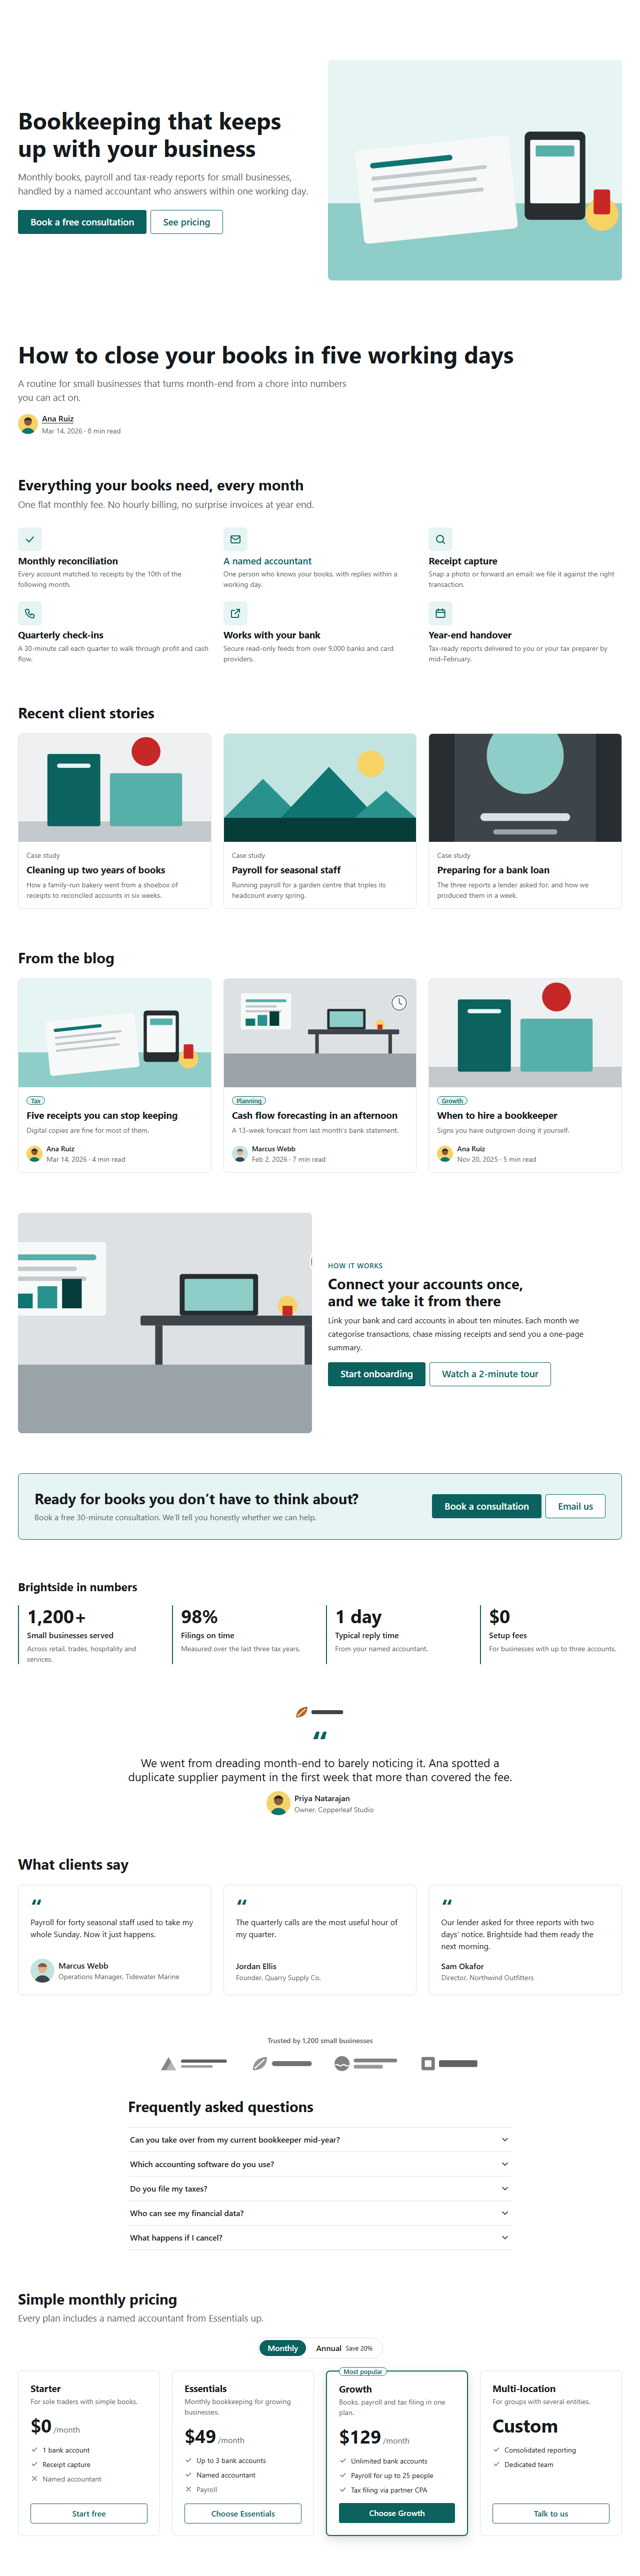 Bookkeeping that keeps
up with your business
Monthly books, payroll and tax-ready reports for small businesses,
handled by a named accountant who answers within one working day.
Book a free consultation
See pricing
How to close your books in five working days
A routine for small businesses that turns month-end from a chore into numbers
you can act on.
Ana Ruiz
Mar 14, 2026 · 8 min read
Everything your books need, every month
One flat monthly fee. No hourly billing, no surprise invoices at year end.
Monthly reconciliation
Every account matched to receipts by the 10th of the
following month.
A named accountant
One person who knows your books, with replies within a
working day.
Receipt capture
Snap a photo or forward an email; we file it against the right
transaction.
Quarterly check-ins
A 30-minute call each quarter to walk through profit and cash
flow.
Works with your bank
Secure read-only feeds from over 9,000 banks and card
providers.
Year-end handover
Tax-ready reports delivered to you or your tax preparer by
mid-February.
Recent client stories
Case study
Cleaning up two years of books
How a family-run bakery went from a shoebox of
receipts to reconciled accounts in six weeks.
Case study
Payroll for seasonal staff
Running payroll for a garden centre that triples its
headcount every spring.
Case study
Preparing for a bank loan
The three reports a lender asked for, and how we
produced them in a week.
From the blog
Tax
Five receipts you can stop keeping
Digital copies are fine for most of them.
Ana Ruiz
Mar 14, 2026 · 4 min read
Planning
Cash flow forecasting in an afternoon
A 13-week forecast from last month's bank statement.
Marcus Webb
Feb 2, 2026 · 7 min read
Growth
When to hire a bookkeeper
Signs you have outgrown doing it yourself.
Ana Ruiz
Nov 20, 2025 · 5 min read
HOW IT WORKS
Connect your accounts once,
and we take it from there
Link your bank and card accounts in about ten minutes. Each month we
categorise transactions, chase missing receipts and send you a one-page
summary.
Start onboarding
Watch a 2-minute tour
Ready for books you don't have to think about?
Book a free 30-minute consultation. We'll tell you honestly whether we can help.
Book a consultation
Email us
Brightside in numbers
1,200+
Small businesses served
Across retail, trades, hospitality and
services.
98%
Filings on time
Measured over the last three tax years.
1 day
Typical reply time
From your named accountant.
$0
Setup fees
For businesses with up to three accounts.
“
We went from dreading month-end to barely noticing it. Ana spotted a
duplicate supplier payment in the first week that more than covered the fee.
Priya Natarajan
Owner, Copperleaf Studio
What clients say
“
Payroll for forty seasonal staff used to take my
whole Sunday. Now it just happens.
Marcus Webb
Operations Manager, Tidewater Marine
“
The quarterly calls are the most useful hour of
my quarter.
Jordan Ellis
Founder, Quarry Supply Co.
“
Our lender asked for three reports with two
days' notice. Brightside had them ready the
next morning.
Sam Okafor
Director, Northwind Outfitters
Trusted by 1,200 small businesses
Frequently asked questions
Can you take over from my current bookkeeper mid-year?
Which accounting software do you use?
Do you file my taxes?
Who can see my financial data?
What happens if I cancel?
Simple monthly pricing
Every plan includes a named accountant from Essentials up.
Monthly
Annual Save 20%
Starter
For sole traders with simple books.
$0 /month
1 bank account
Receipt capture
Named accountant
Start free
Essentials
Monthly bookkeeping for growing
businesses.
$49 /month
Up to 3 bank accounts
Named accountant
Payroll
Choose Essentials
Most popular
Growth
Books, payroll and tax filing in one
plan.
$129 /month
Unlimited bank accounts
Payroll for up to 25 people
Tax filing via partner CPA
Choose Growth
Multi-location
For groups with several entities.
Custom
Consolidated reporting
Dedicated team
Talk to us